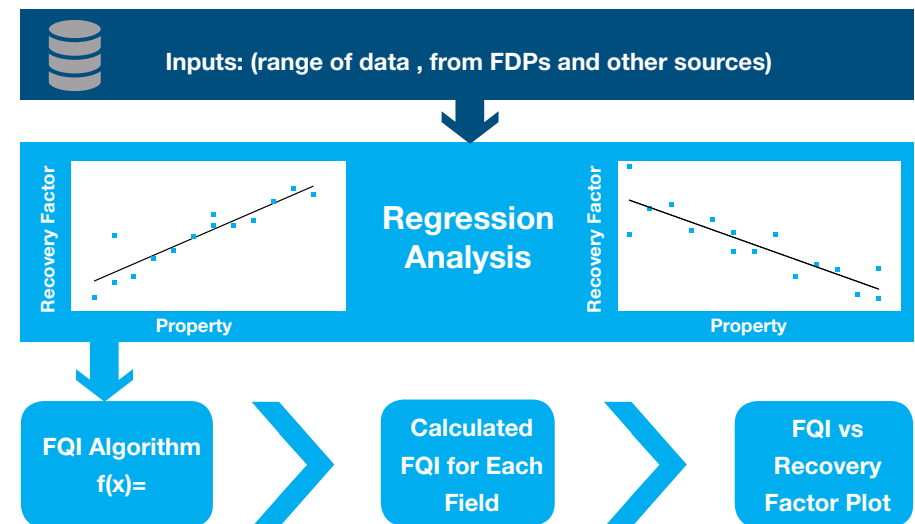 Inputs: (range of data , from FDPs and other sources)
Recovery Factor
Property
Regression
Analysis
Recovery Factor
Property
FQI Algorithm
f(x)=
Calculated
FQI for Each
Field
FQI vs
Recovery
Factor Plot